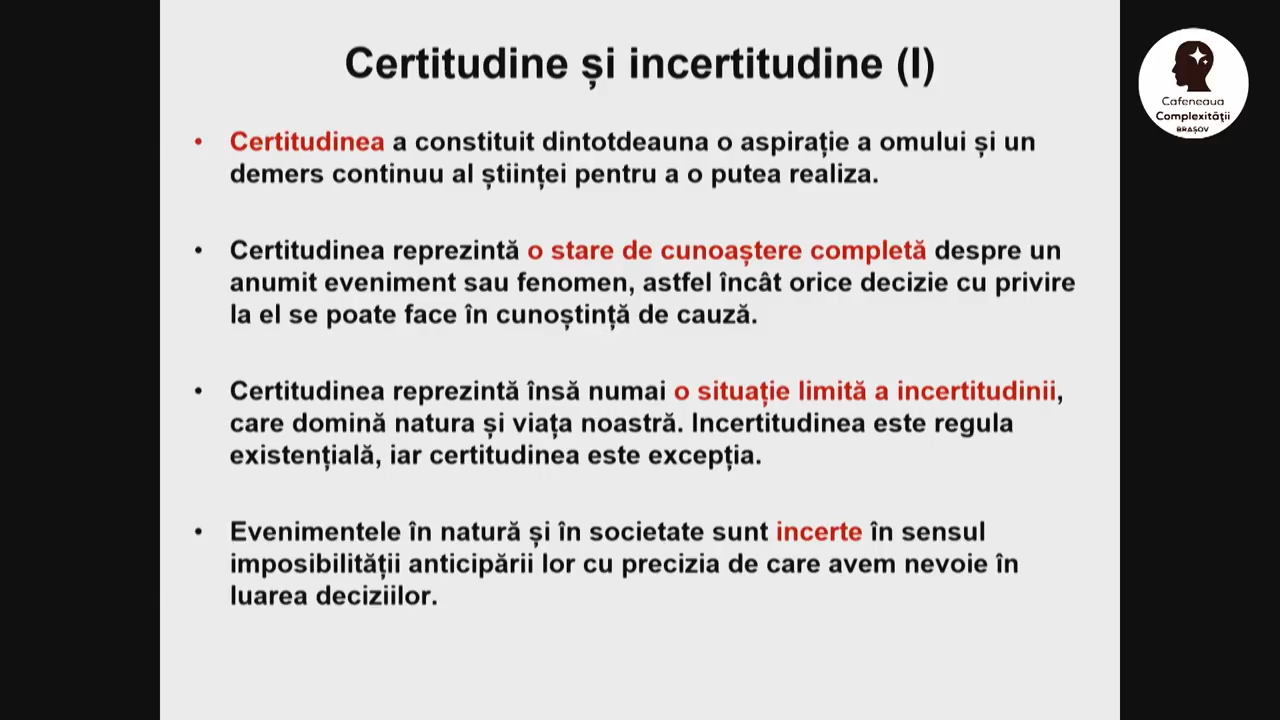 Certitudine și incertitudine (I)
• Certitudinea a constituit dintotdeauna o aspirație a omului și un
demers continuu al științei pentru a o putea realiza.
• Certitudinea reprezintă o stare de cunoaștere completă despre un
anumit eveniment sau fenomen, astfel încât orice decizie cu privire
la el se poate face în cunoștință de cauză.
• Certitudinea reprezintă însă numai o situație limită a incertitudinii,
care domină natura și viața noastră. Incertitudinea este regula
existențială, iar certitudinea este excepția.
• Evenimentele în natură și în societate sunt incerte în sensul
imposibilității anticipării lor cu precizia de care avem nevoie în
luarea deciziilor.
Cafeneaua
Complexității
BRAȘOV